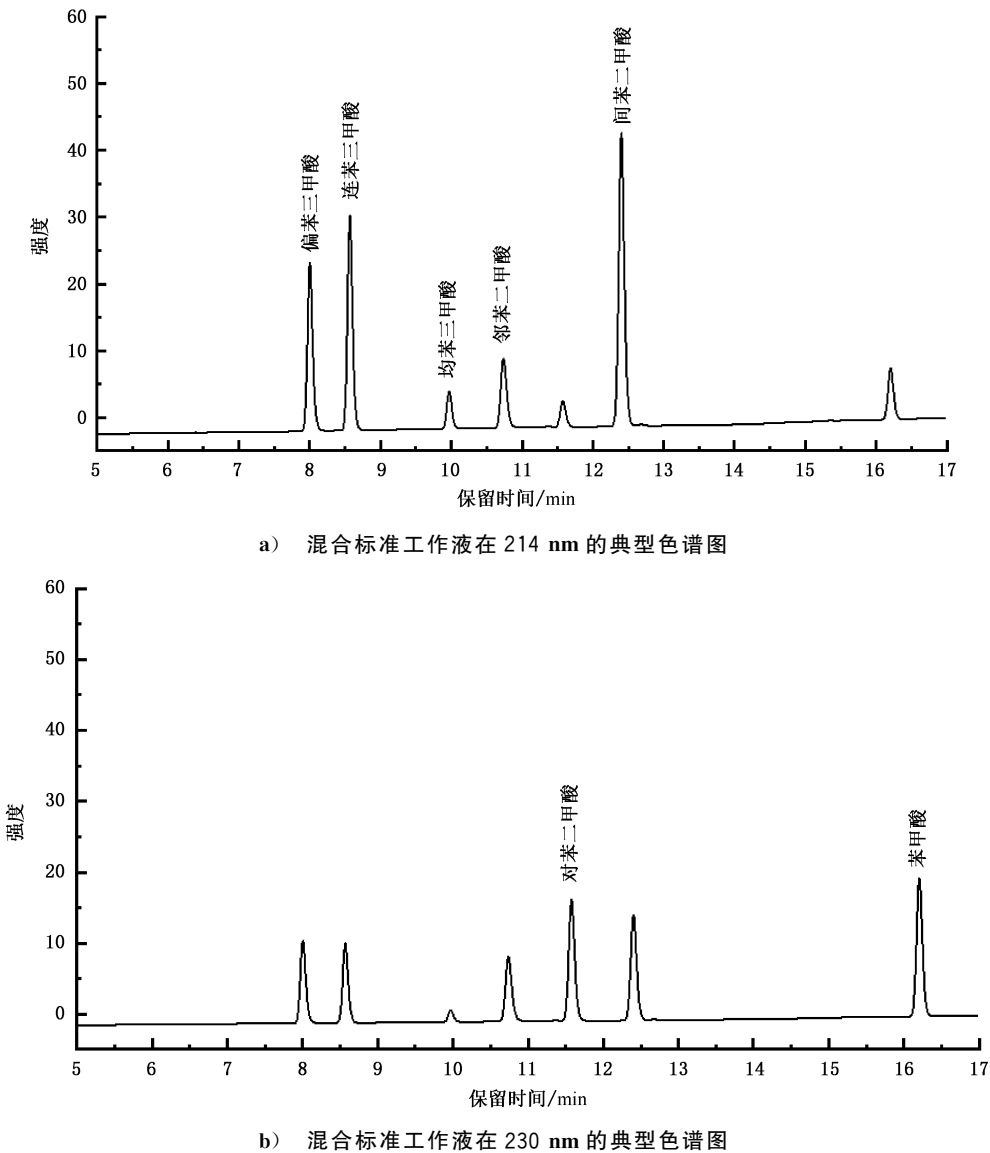 60
50
40
30
20
10
0
强度
偏苯三甲酸
连苯三甲酸
均苯三甲酸
邻苯二甲酸
间苯二甲酸
5 6 7 8 9 10 11 12 13 14 15 16 17
保留时间/min
a） 混合标准工作液在 214 nm 的典型色谱图
60
50
40
30
20
10
0
强度
对苯二甲酸
苯甲酸
5 6 7 8 9 10 11 12 13 14 15 16 17
保留时间/min
b） 混合标准工作液在 230 nm 的典型色谱图